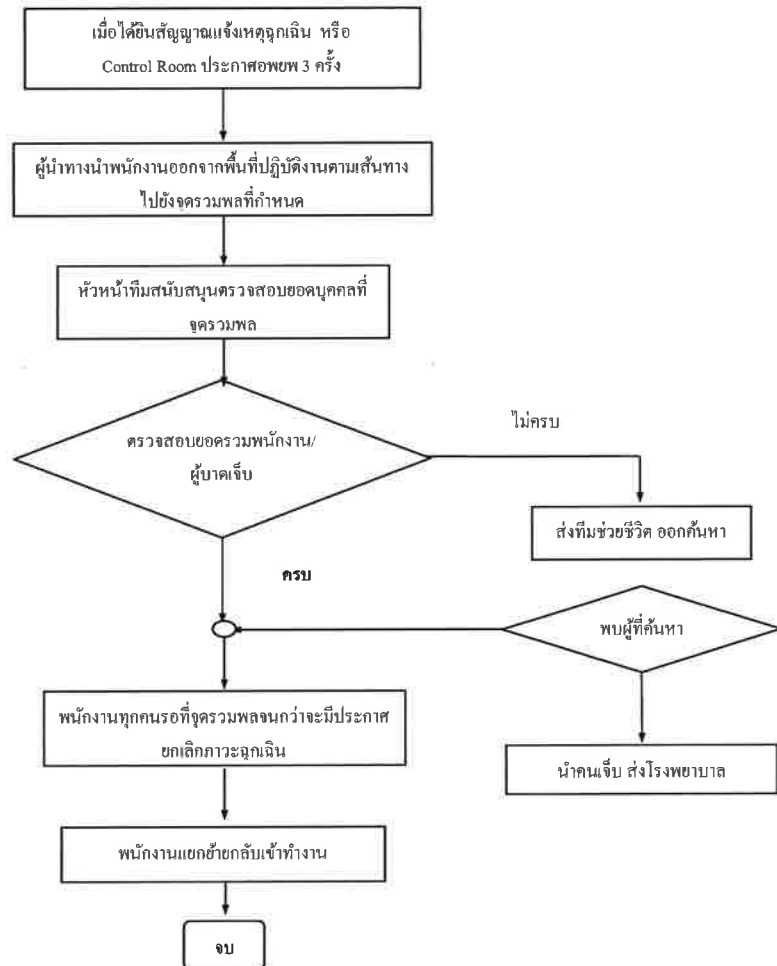 เมื่อได้ยินสัญญาณแจ้งเหตุฉุกเฉิน หรือ
Control Room ประกาศอพยพ 3 ครั้ง
ผู้นำทางนำพนักงานออกจากพื้นที่ปฏิบัติงานตามเส้นทาง
ไปยังจุดรวมพลที่กำหนด
หัวหน้าทีมสนับสนุนตรวจสอบยอดบุคคลที่
จุดรวมพล
ตรวจสอบยอดรวมพนักงาน/
ผู้บาดเจ็บ
ไม่ครบ
ส่งทีมช่วยชีวิต ออกค้นหา
ครบ
พบผู้ที่ค้นหา
พนักงานทุกคนรอที่จุดรวมพลจนกว่าจะมีประกาศ
ยกเลิกภาวะฉุกเฉิน
นำคนเจ็บ ส่งโรงพยาบาล
พนักงานแยกย้ายกลับเข้าทำงาน
จบ